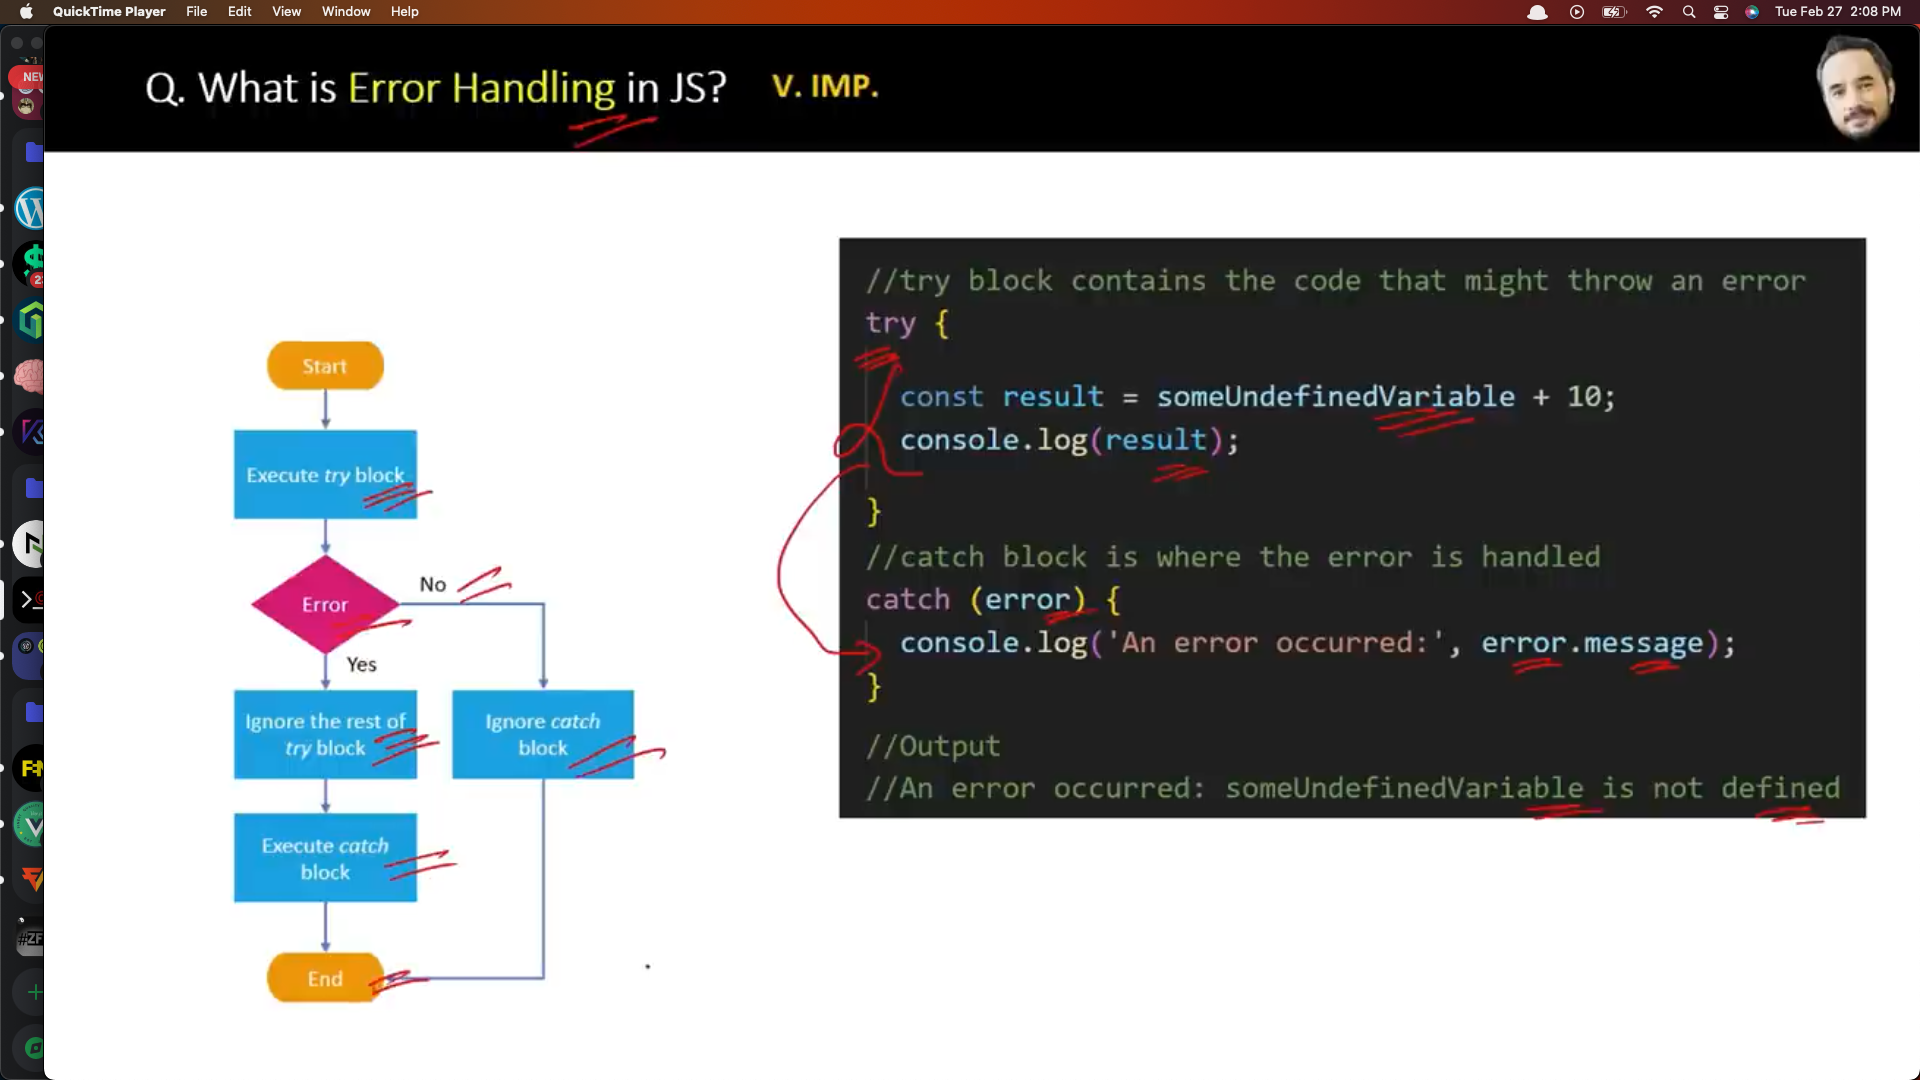 QuickTime Player File Edit View Window Help Tue Feb 27 2:08 PM
Q. What is Error Handling in JS? V. IMP.
NEW
Start
Execute try block
Error
No
Yes
Ignore the rest of
try block
Ignore catch
block
Execute catch
block
End
//try block contains the code that might throw an error
try {
const result = someUndefinedVariable + 10;
console.log(result);
}
//catch block is where the error is handled
catch (error) {
console.log('An error occurred:', error.message);
}
//Output
//An error occurred: someUndefinedVariable is not defined
#ZF